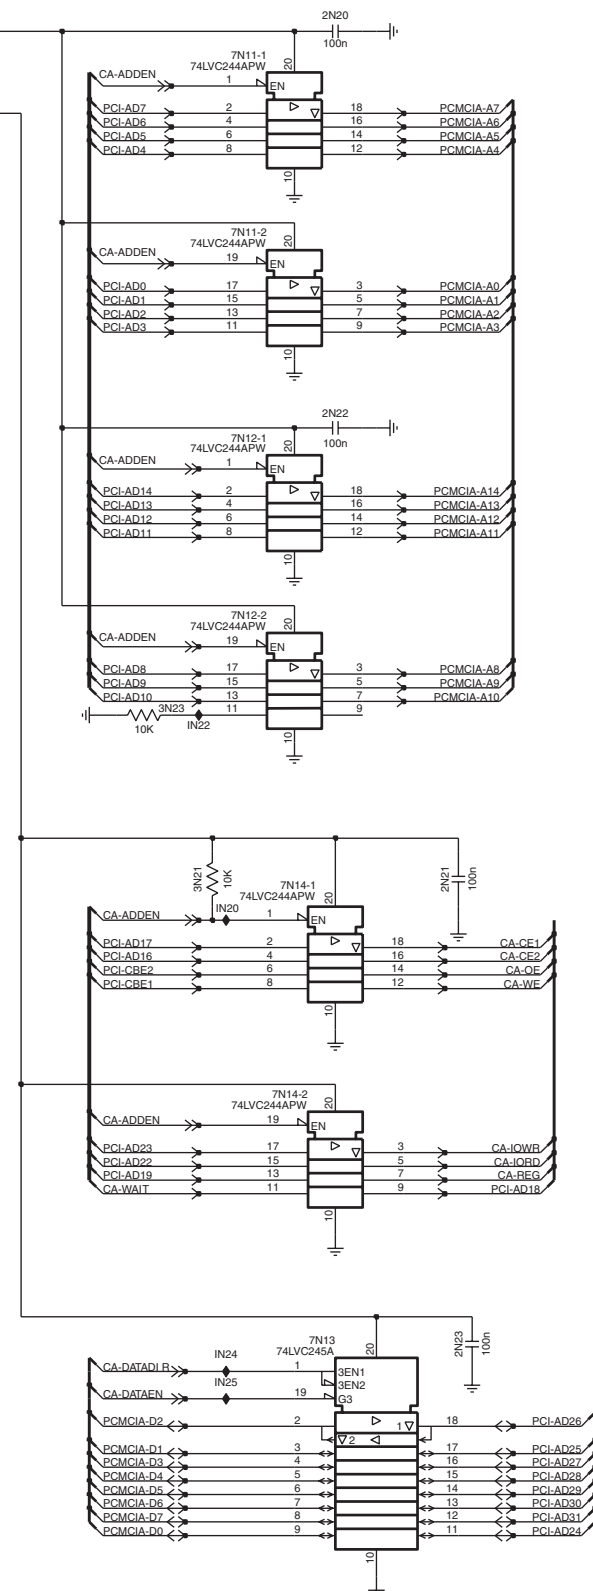 2N20
100n
7N11-1
74LVC244APW
20
CA-ADDEN
1
EN
PCI-AD7 2 18 PCMCIA-A7
PCI-AD6 4 16 PCMCIA-A6
PCI-AD5 6 14 PCMCIA-A5
PCI-AD4 8 12 PCMCIA-A4
10
7N11-2
74LVC244APW
20
CA-ADDEN
19
EN
PCI-AD0 17 3 PCMCIA-A0
PCI-AD1 15 5 PCMCIA-A1
PCI-AD2 13 7 PCMCIA-A2
PCI-AD3 11 9 PCMCIA-A3
10
2N22
100n
7N12-1
74LVC244APW
20
CA-ADDEN
1
EN
PCI-AD14 2 18 PCMCIA-A14
PCI-AD13 4 16 PCMCIA-A13
PCI-AD12 6 14 PCMCIA-A12
PCI-AD11 8 12 PCMCIA-A11
10
7N12-2
74LVC244APW
20
CA-ADDEN
19
EN
PCI-AD8 17 3 PCMCIA-A8
PCI-AD9 15 5 PCMCIA-A9
PCI-AD10 13 7 PCMCIA-A10
3N23 11 9
10K
IN22
10
3N21
10K
2N21
100n
7N14-1
74LVC244APW
20
IN20
CA-ADDEN
1
EN
PCI-AD17 2 18 CA-CE1
PCI-AD16 4 16 CA-CE2
PCI-CBE2 6 14 CA-OE
PCI-CBE1 8 12 CA-WE
10
7N14-2
74LVC244APW
20
CA-ADDEN
19
EN
PCI-AD23 17 3 CA-IOWR
PCI-AD22 15 5 CA-IORD
PCI-AD19 13 7 CA-REG
CA-WAIT 11 9 PCI-AD18
10
7N13
74LVC245A
20
2N23
100n
IN24
CA-DATADIR 1 3EN1
3EN2
IN25
CA-DATAEN 19 G3
PCMCIA-D2 2 1 18 PCI-AD26
2
PCMCIA-D1 3 17 PCI-AD25
PCMCIA-D3 4 16 PCI-AD27
PCMCIA-D4 5 15 PCI-AD28
PCMCIA-D5 6 14 PCI-AD29
PCMCIA-D6 7 13 PCI-AD30
PCMCIA-D7 8 12 PCI-AD31
PCMCIA-D0 9 11 PCI-AD24
10